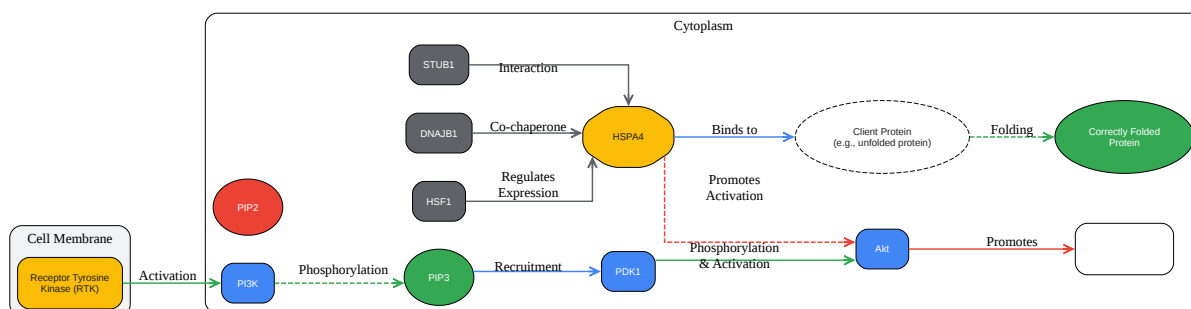 Cytoplasm
STUB1
Interaction
DNAJB1
Co-chaperone
HSPA4
Binds to
Client Protein
(e.g., unfolded protein)
Folding
Correctly Folded
Protein
Regulates
Expression
HSF1
Promotes
Activation
PIP2
Cell Membrane
Receptor Tyrosine
Kinase (RTK)
Activation
PI3K
Phosphorylation
PIP3
Recruitment
PDK1
Phosphorylation
& Activation
Akt
Promotes